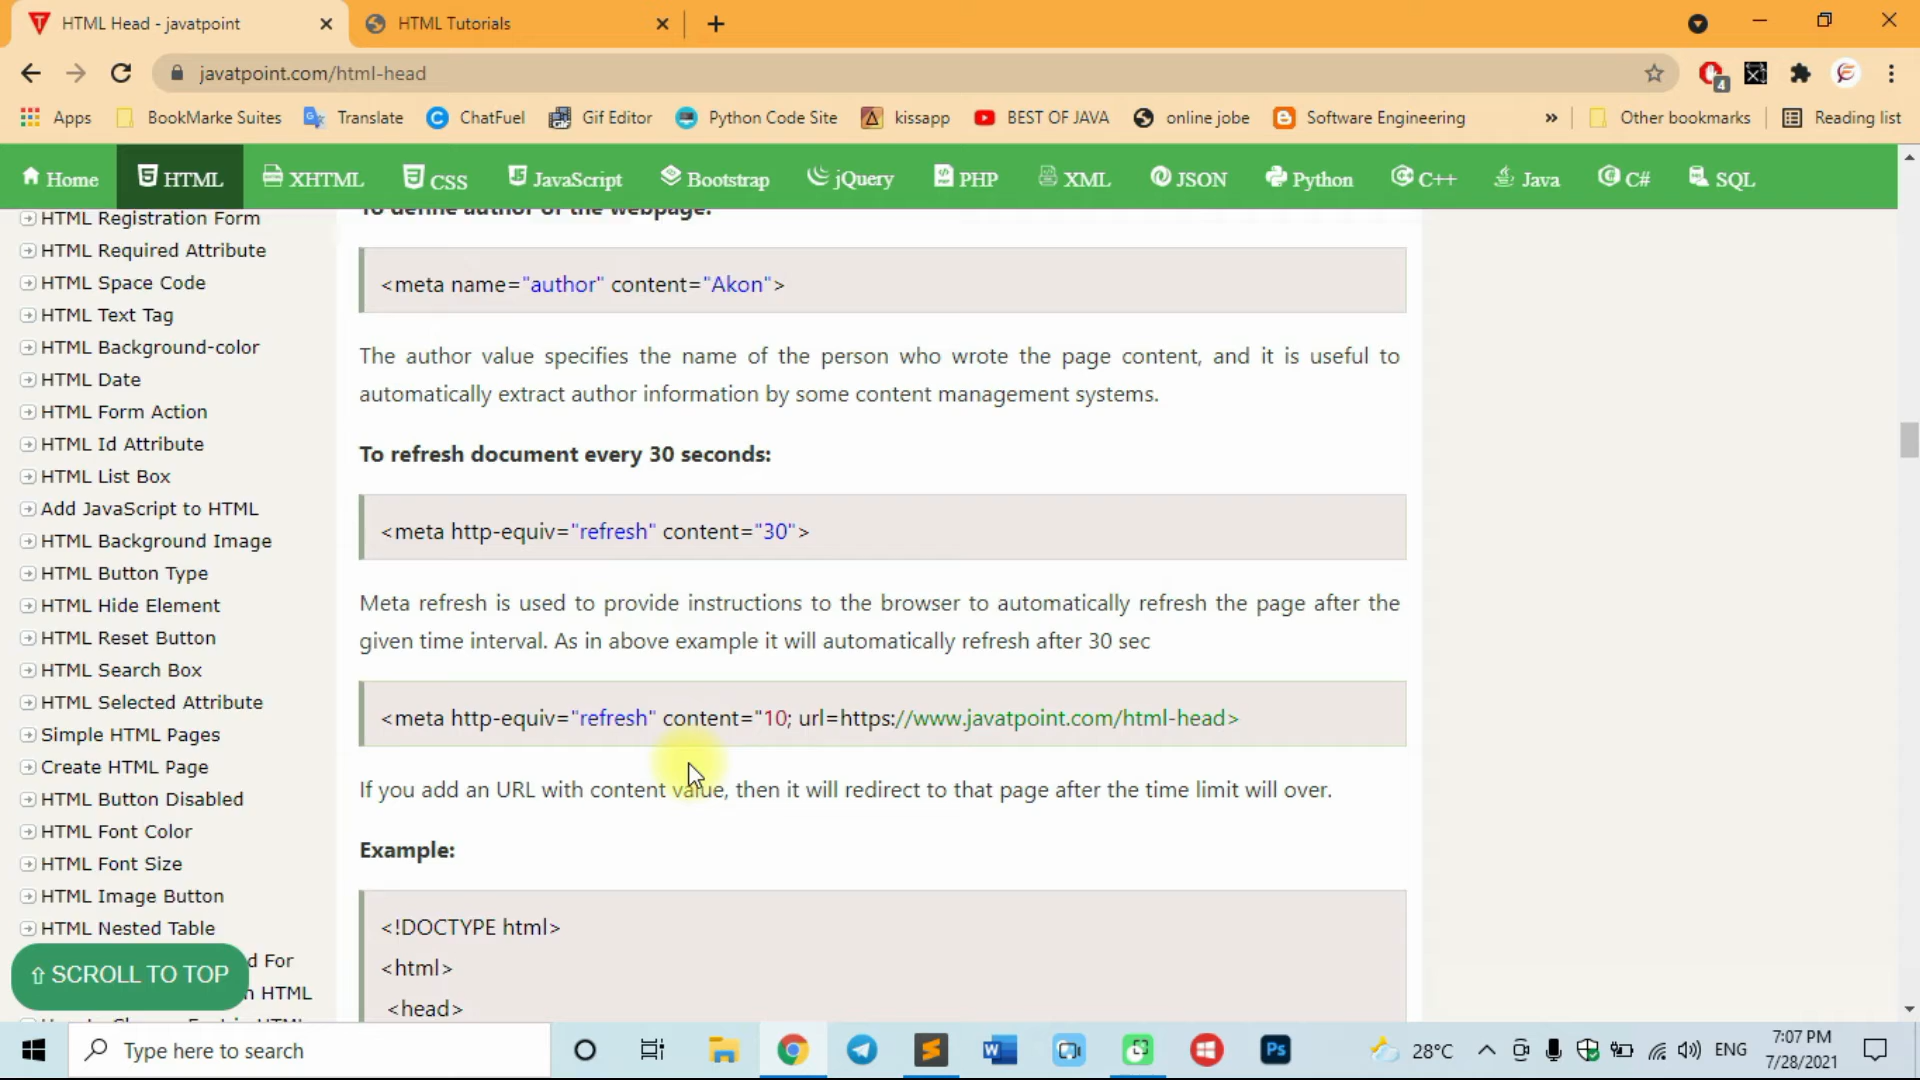 HTML Head - javatpoint
HTML Tutorials
javatpoint.com/html-head
4
Apps
BookMarke Suites
Translate
ChatFuel
Gif Editor
Python Code Site
kissapp
BEST OF JAVA
online jobe
Software Engineering
»
Other bookmarks
Reading list
Home
HTML
XHTML
CSS
JavaScript
Bootstrap
jQuery
PHP
XML
JSON
Python
C++
Java
C#
SQL
HTML Registration Form
HTML Required Attribute
HTML Space Code
HTML Text Tag
HTML Background-color
HTML Date
HTML Form Action
HTML Id Attribute
HTML List Box
Add JavaScript to HTML
HTML Background Image
HTML Button Type
HTML Hide Element
HTML Reset Button
HTML Search Box
HTML Selected Attribute
Simple HTML Pages
Create HTML Page
HTML Button Disabled
HTML Font Color
HTML Font Size
HTML Image Button
HTML Nested Table
d For
HTML
⇧ SCROLL TO TOP
To define author of the webpage:
<meta name="author" content="Akon">
The author value specifies the name of the person who wrote the page content, and it is useful to
automatically extract author information by some content management systems.
To refresh document every 30 seconds:
<meta http-equiv="refresh" content="30">
Meta refresh is used to provide instructions to the browser to automatically refresh the page after the
given time interval. As in above example it will automatically refresh after 30 sec
<meta http-equiv="refresh" content="10; url=https://www.javatpoint.com/html-head>
If you add an URL with content value, then it will redirect to that page after the time limit will over.
Example:
<!DOCTYPE html>
<html>
<head>
Type here to search
W
Ps
28°C
ENG
7:07 PM
7/28/2021